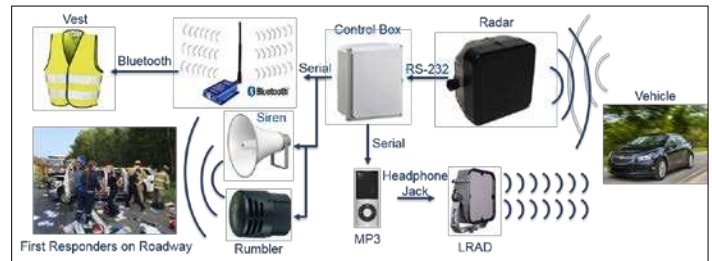 Vest
Bluetooth
Bluetooth
Serial
Control Box
RS-232
Radar
Vehicle
Siren
Serial
Headphone
Jack
First Responders on Roadway
Rumbler
MP3
LRAD